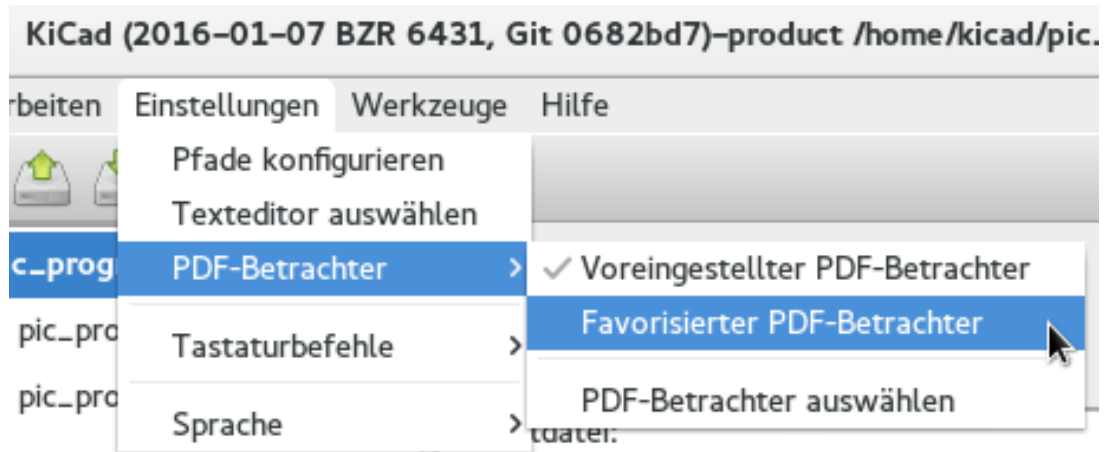 KiCad (2016–01–07 BZR 6431, Git 0682bd7)–product /home/kicad/pic.
rbeiten Einstellungen Werkzeuge Hilfe
Pfade konfigurieren
Texteditor auswählen
c_prog PDF-Betrachter Voreingestellter PDF-Betrachter
pic_pro Favorisierter PDF-Betrachter
Tastaturbefehle
pic_pro PDF-Betrachter auswählen
Sprache tdatei: